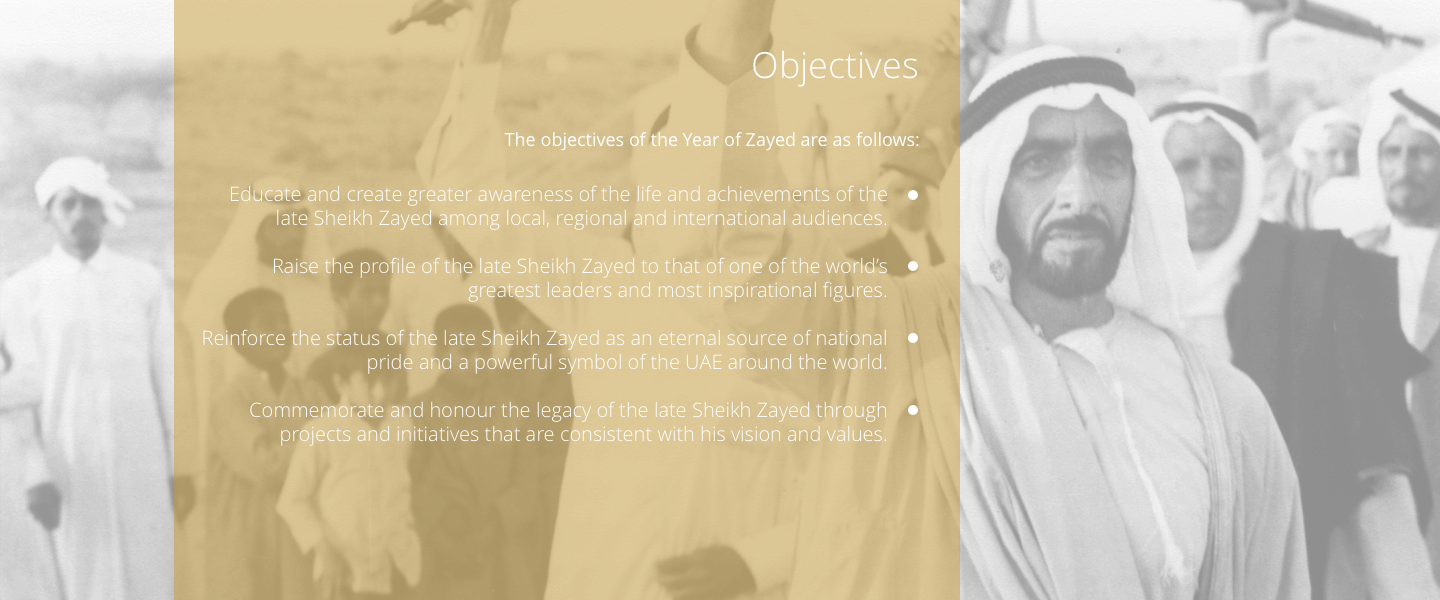 Objectives
The objectives of the Year of Zayed are as follows:
Educate and create greater awareness of the life and achievements of the
late Sheikh Zayed among local, regional and international audiences.
Raise the profile of the late Sheikh Zayed to that of one of the world’s
greatest leaders and most inspirational figures.
Reinforce the status of the late Sheikh Zayed as an eternal source of national
pride and a powerful symbol of the UAE around the world.
Commemorate and honour the legacy of the late Sheikh Zayed through
projects and initiatives that are consistent with his vision and values.